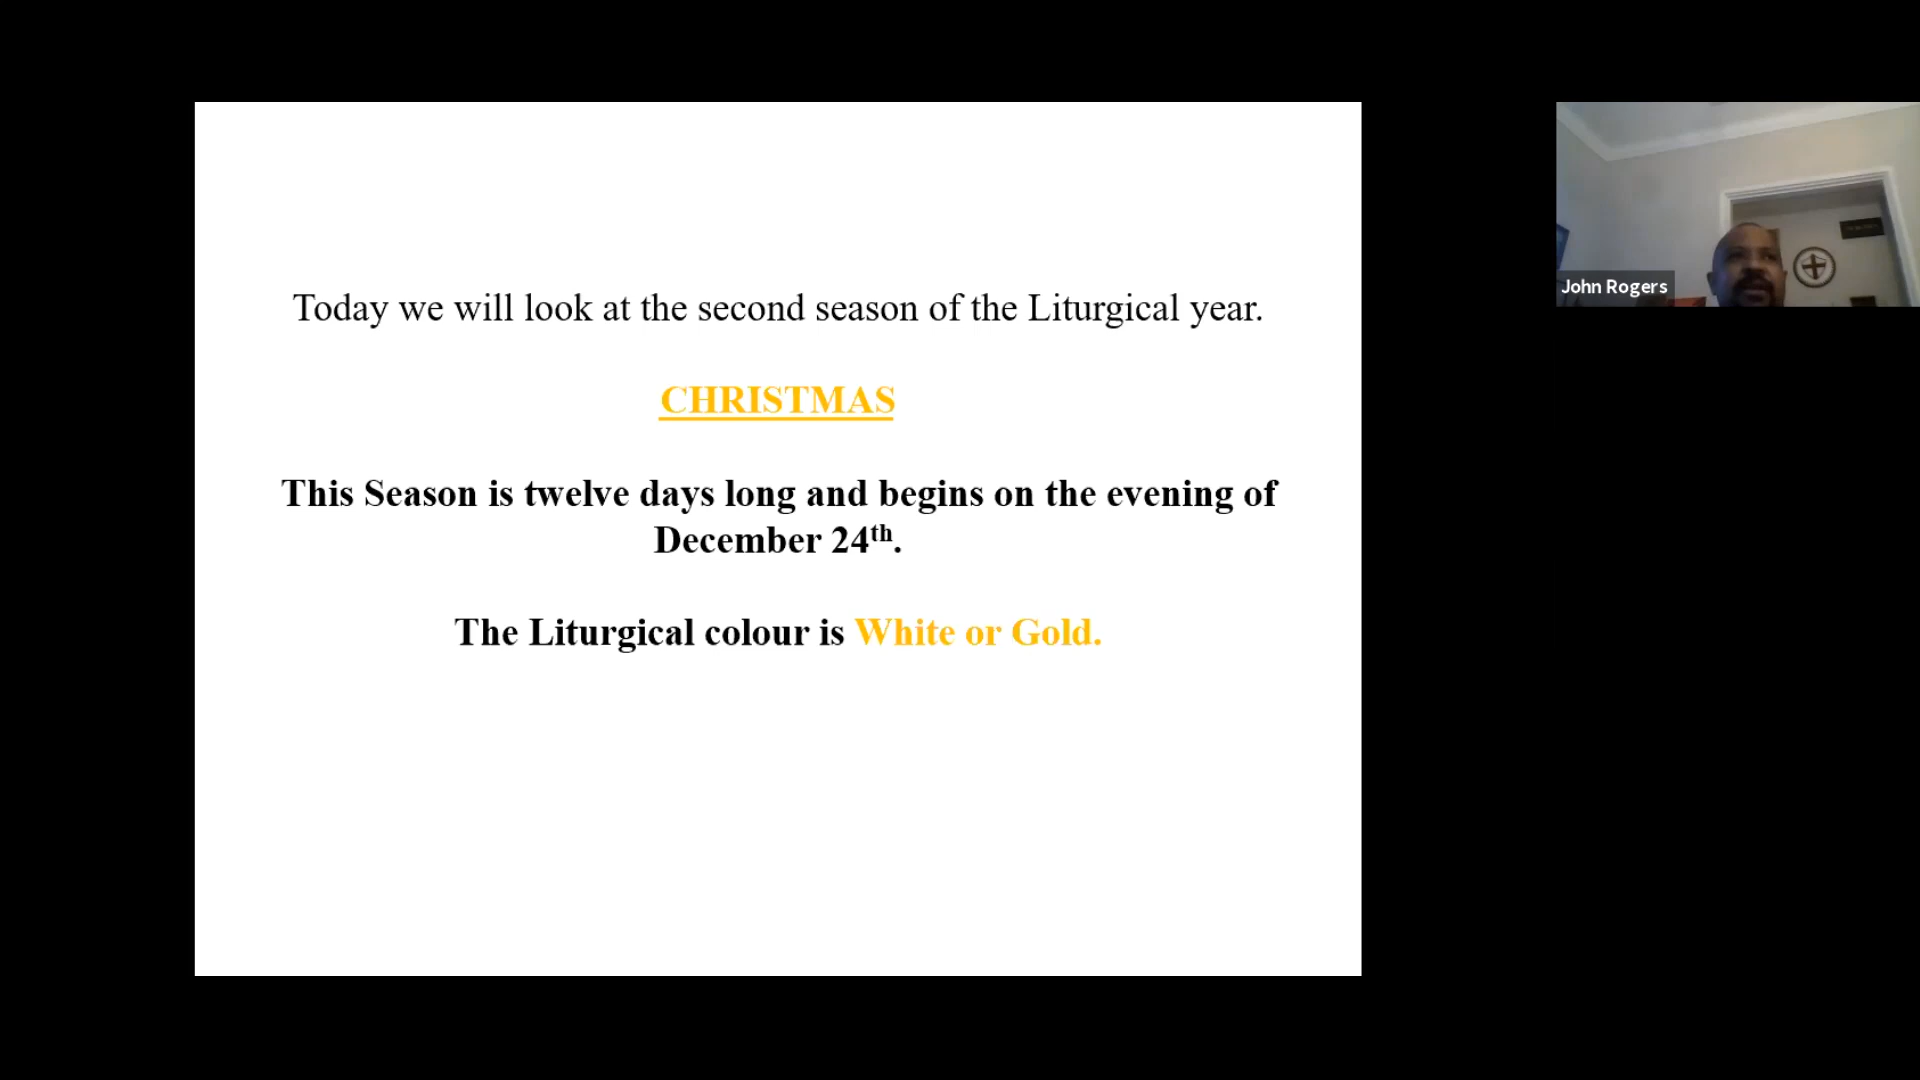 Today we will look at the second season of the Liturgical year.
CHRISTMAS
This Season is twelve days long and begins on the evening of
December 24th.
The Liturgical colour is White or Gold.
John Rogers